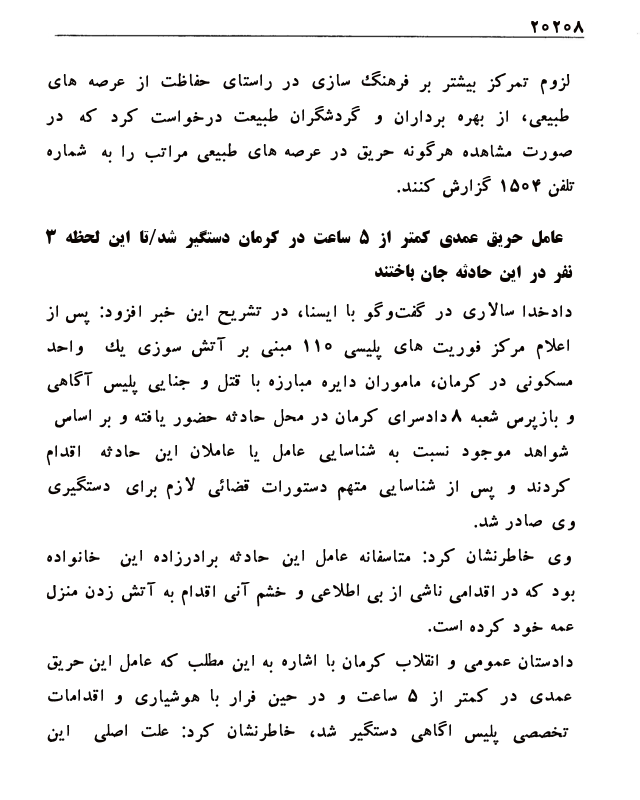 ۲۰۲۰۸
لزوم تمرکز بیشتر بر فرهنگ سازی در راستای حفاظت از عرصه های
طبیعی، از بهره برداران و گردشگران طبیعت درخواست کرد که در
صورت مشاهده هرگونه حریق در عرصه های طبیعی مراتب را به شماره
تلفن ۱۵۰۴ گزارش کنند.
عامل حریق عمدی کمتر از ۵ ساعت در کرمان دستگیر شد/تا این لحظه ۳
نفر در این حادثه جان باختند
دادخدا سالاری در گفت‌وگو با ایسنا، در تشریح این خبر افزود: پس از
اعلام مرکز فوریت های پلیسی ۱۱۰ مبنی بر آتش سوزی یك واحد
مسکونی در کرمان، ماموران دایره مبارزه با قتل و جنایی پلیس آگاهی
و بازپرس شعبه ۸ دادسرای کرمان در محل حادثه حضور یافته و بر اساس
شواهد موجود نسبت به شناسایی عامل یا عاملان این حادثه اقدام
کردند و پس از شناسایی متهم دستورات قضائی لازم برای دستگیری
وی صادر شد.
وی خاطرنشان کرد: متاسفانه عامل این حادثه برادرزاده این خانواده
بود که در اقدامی ناشی از بی اطلاعی و خشم آنی اقدام به آتش زدن منزل
عمه خود کرده است.
دادستان عمومی و انقلاب کرمان با اشاره به این مطلب که عامل این حریق
عمدی در کمتر از ۵ ساعت و در حین فرار با هوشیاری و اقدامات
تخصصی پلیس اگاهی دستگیر شد، خاطرنشان کرد: علت اصلی این